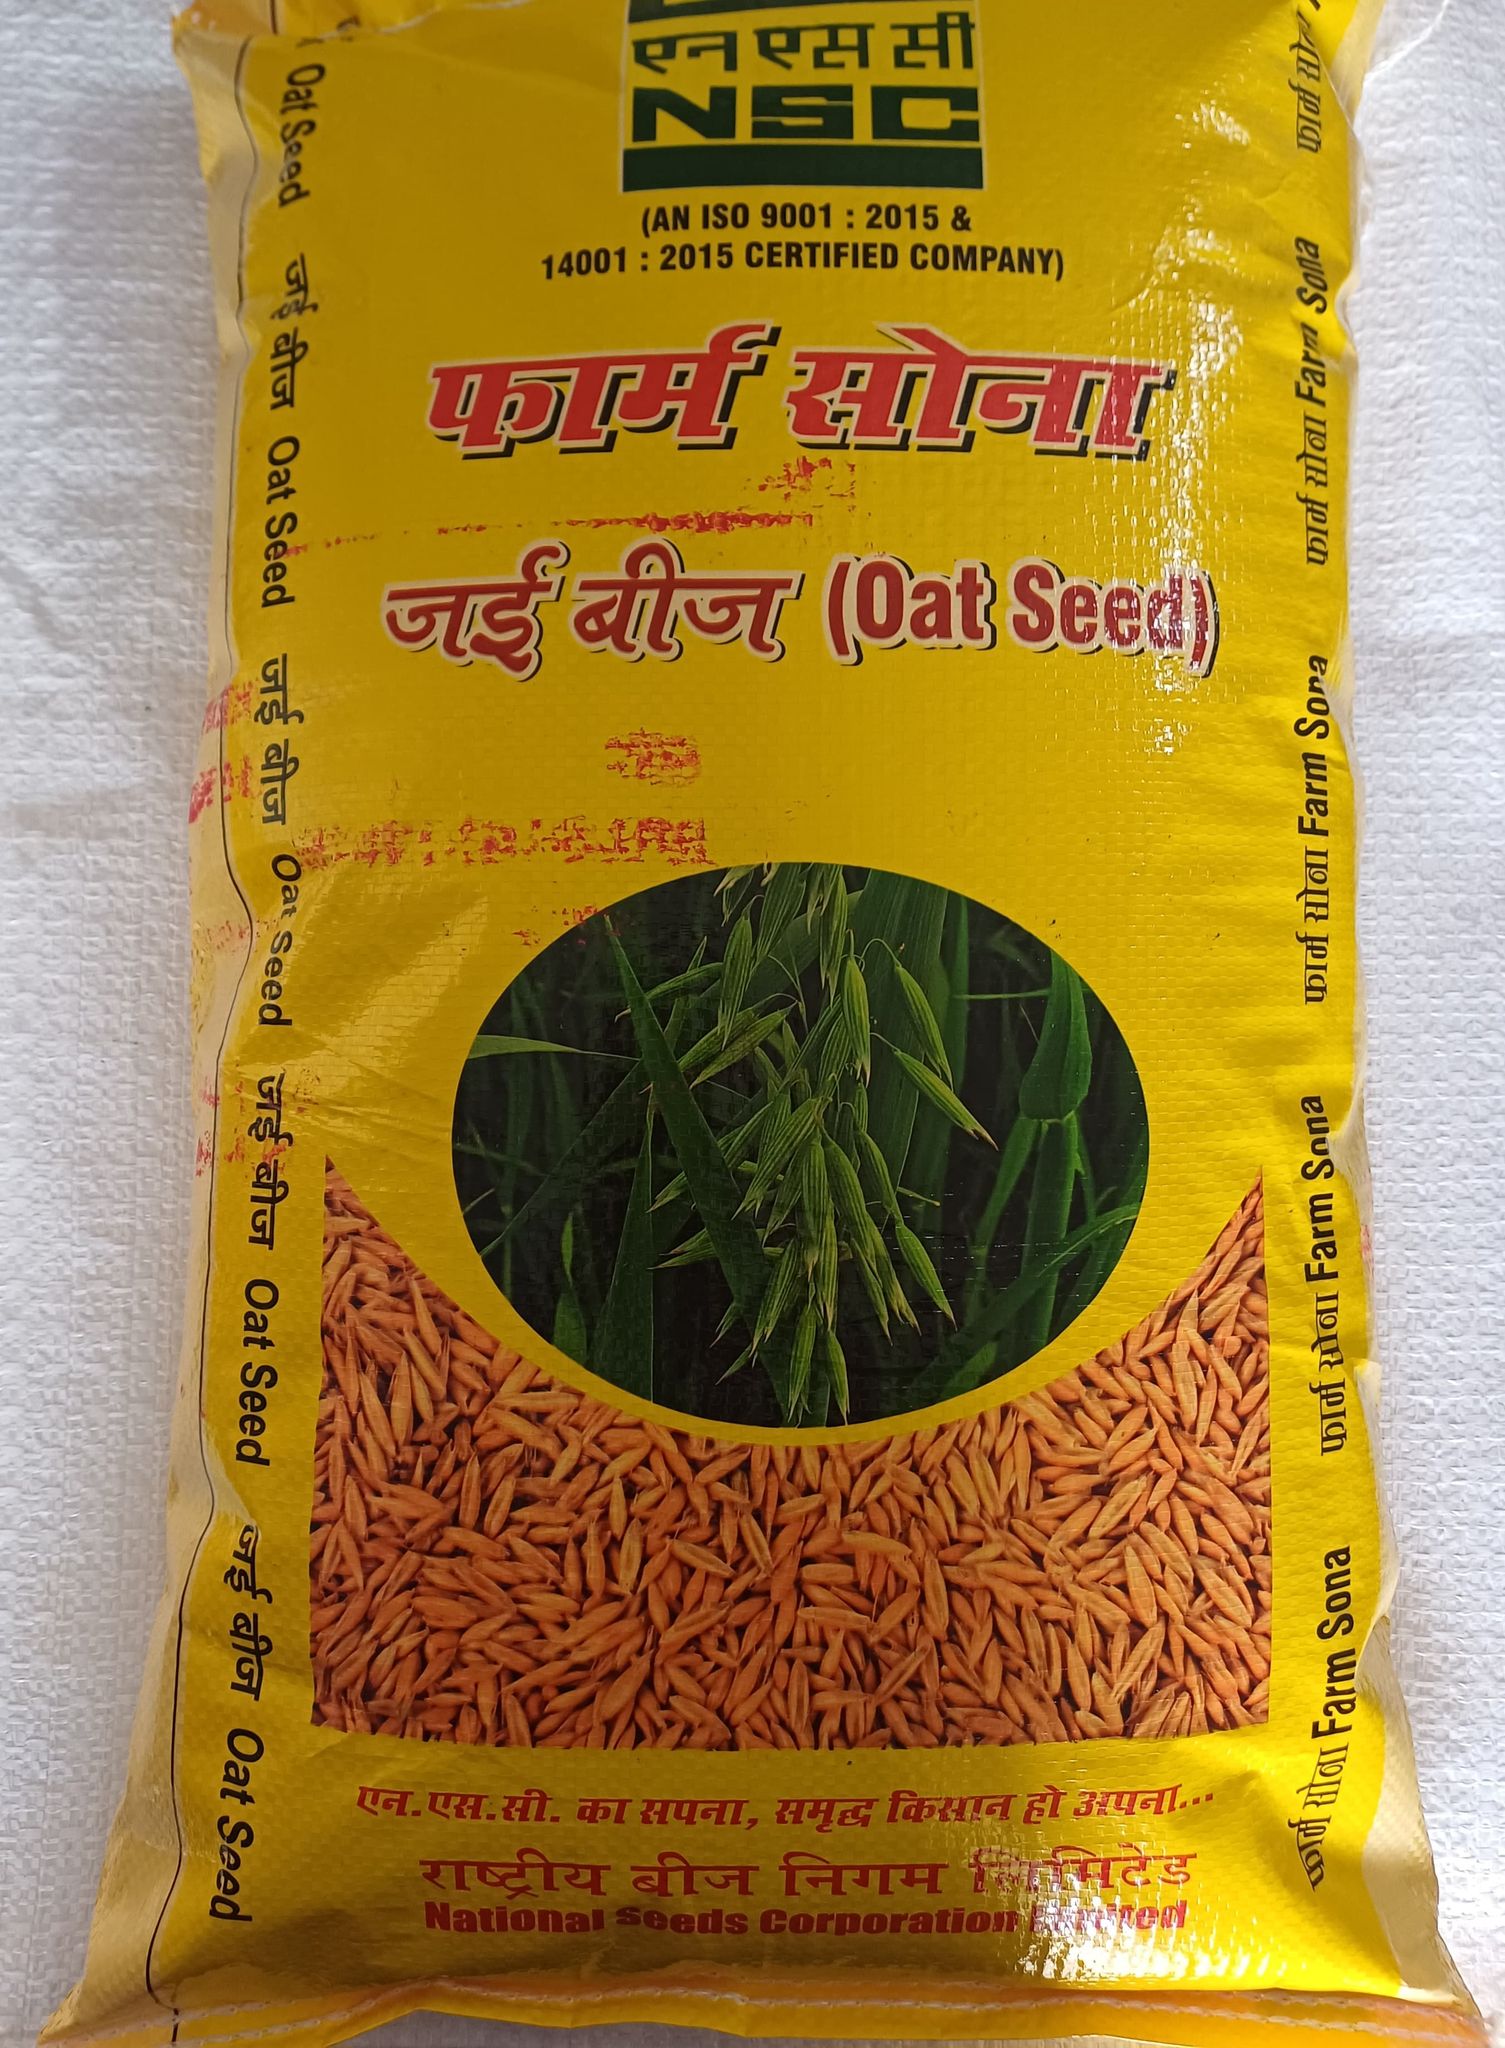 एन एस सी
NSC
(AN ISO 9001 : 2015 &
14001 : 2015 CERTIFIED COMPANY)
फार्म सोना
जई बीज (Oat Seed)
एन.एस.सी. का सपना, समृद्ध किसान हो अपना...
राष्ट्रीय बीज निगम लिमिटेड
National Seeds Corporation Limited
Oat Seed जई बीज Oat Seed जई बीज Oat Seed जई बीज Oat Seed जई बीज Oat Seed
फार्म सोना Farm Sona फार्म सोना Farm Sona फार्म सोना Farm Sona फार्म सोना Farm Sona फार्म सोना